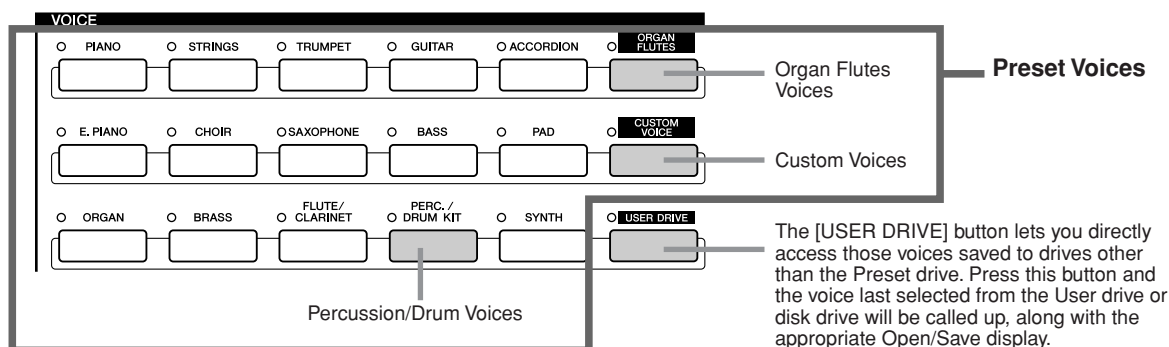 VOICE
PIANO STRINGS TRUMPET GUITAR ACCORDION ORGAN FLUTES
Organ Flutes
Voices
Preset Voices
E. PIANO CHOIR SAXOPHONE BASS PAD CUSTOM VOICE
Custom Voices
ORGAN BRASS FLUTE/ CLARINET PERC. / DRUM KIT SYNTH USER DRIVE
Percussion/Drum Voices
The [USER DRIVE] button lets you directly
access those voices saved to drives other
than the Preset drive. Press this button and
the voice last selected from the User drive or
disk drive will be called up, along with the
appropriate Open/Save display.